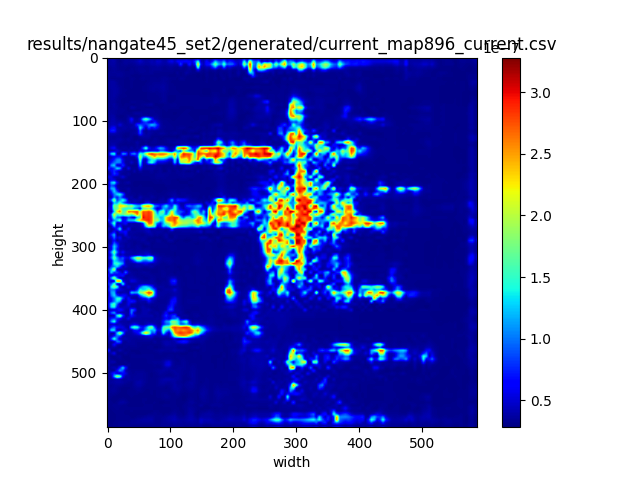 results/nangate45_set2/generated/current_map896_current.csv
1e−7
0
100
200
300
400
500
height
0 100 200 300 400 500
width
3.0
2.5
2.0
1.5
1.0
0.5